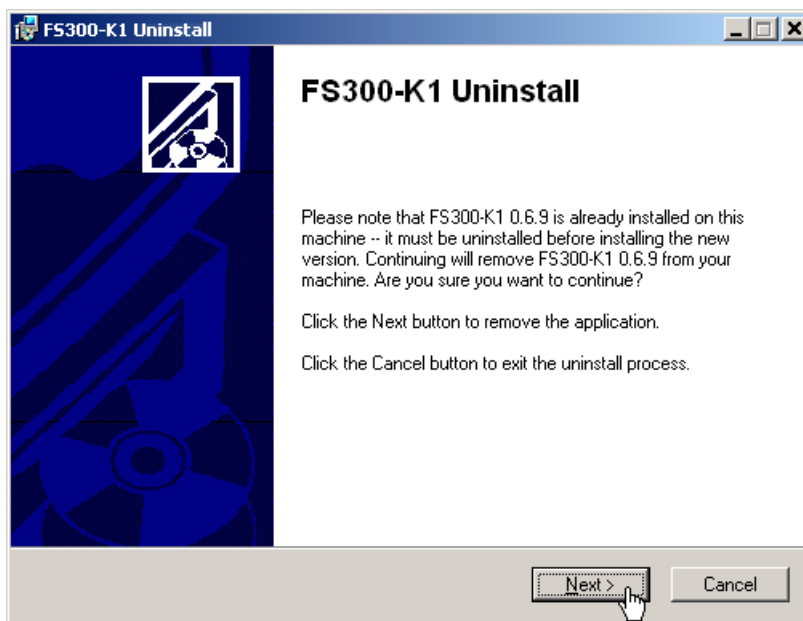 FS300-K1 Uninstall
FS300-K1 Uninstall
Please note that FS300-K1 0.6.9 is already installed on this
machine -- it must be uninstalled before installing the new
version. Continuing will remove FS300-K1 0.6.9 from your
machine. Are you sure you want to continue?
Click the Next button to remove the application.
Click the Cancel button to exit the uninstall process.
Next >
Cancel